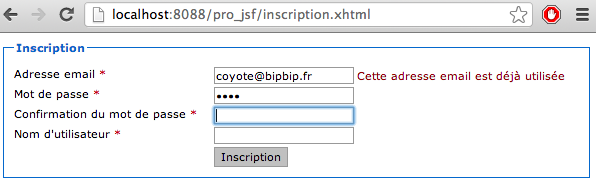 localhost:8088/pro_jsf/inscription.xhtml
Inscription
Adresse email * coyote@bipbip.fr Cette adresse email est déjà utilisée
Mot de passe * ••••
Confirmation du mot de passe *
Nom d'utilisateur *
Inscription